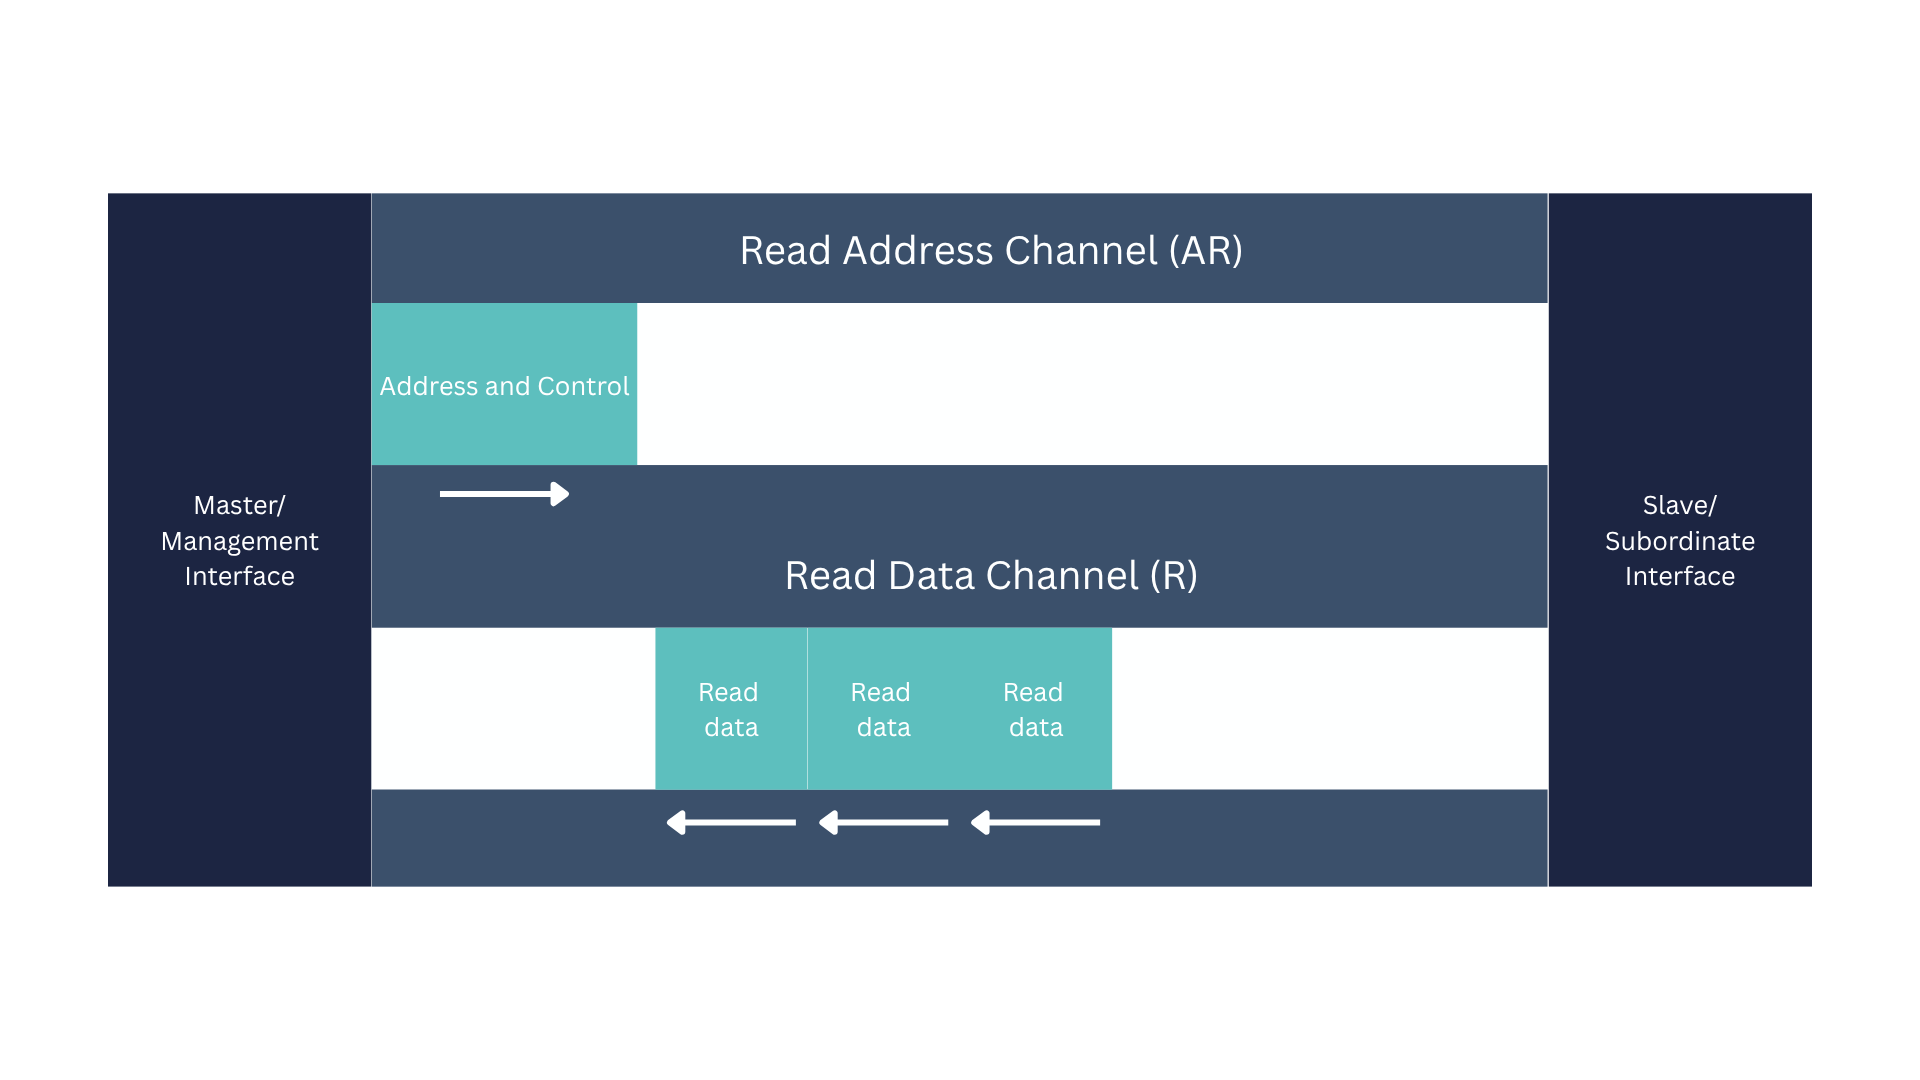 Read Address Channel (AR)
Address and Control
Master/
Management
Interface
Slave/
Subordinate
Interface
Read Data Channel (R)
Read
data
Read
data
Read
data